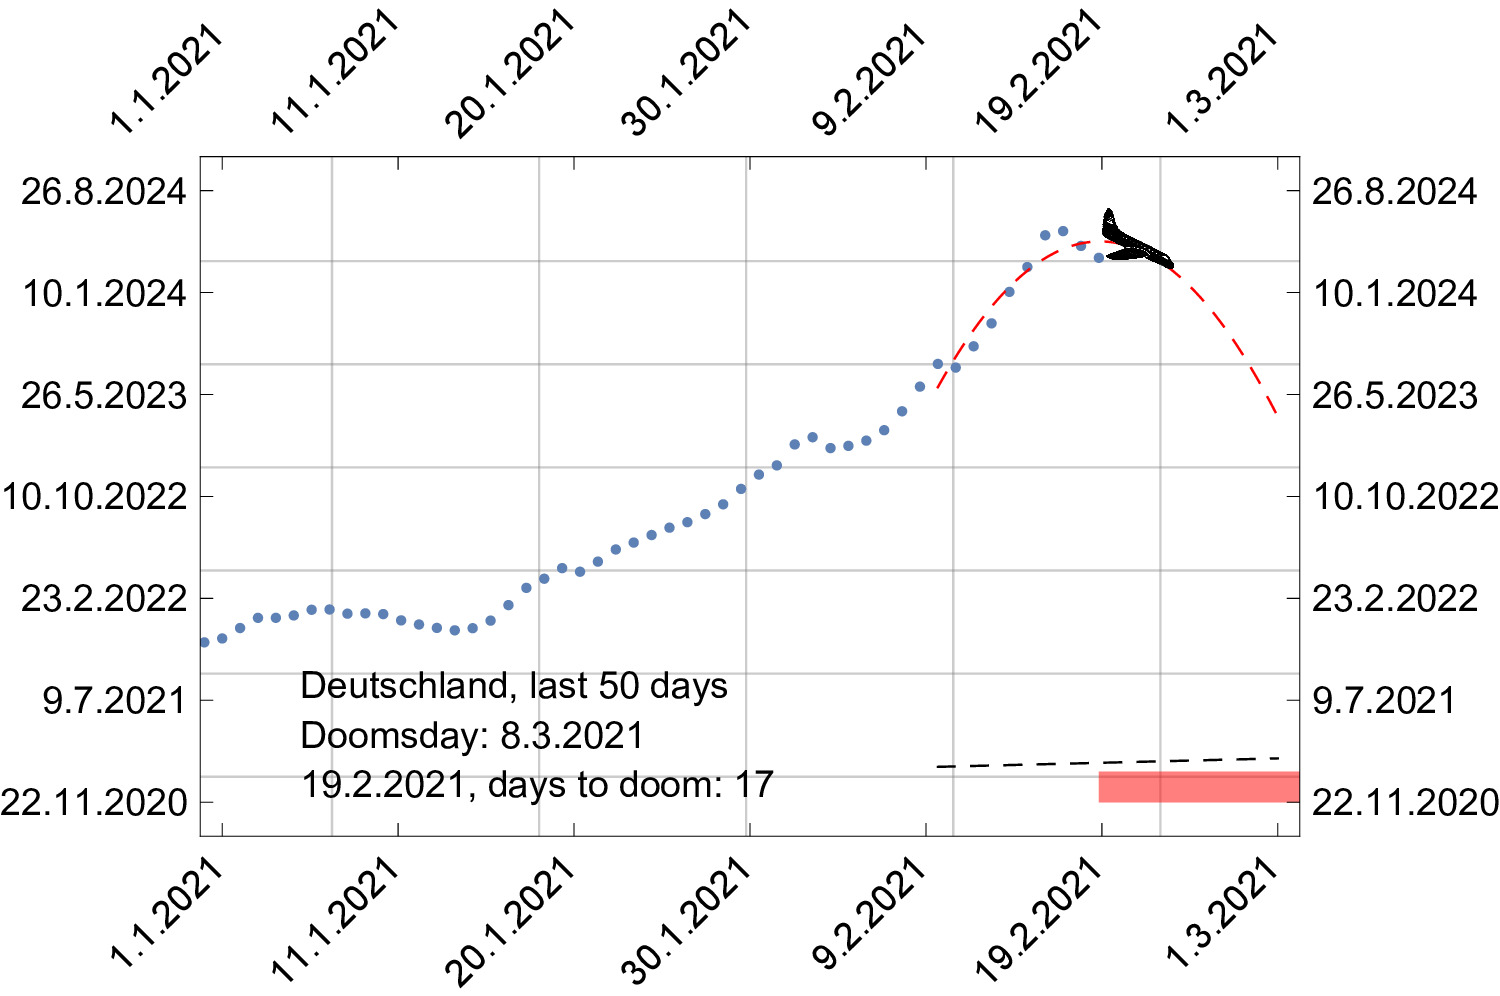 1.1.2021 11.1.2021 20.1.2021 30.1.2021 9.2.2021 19.2.2021 1.3.2021
26.8.2024 26.8.2024
10.1.2024 10.1.2024
26.5.2023 26.5.2023
10.10.2022 10.10.2022
23.2.2022 23.2.2022
Deutschland, last 50 days
9.7.2021 9.7.2021
Doomsday: 8.3.2021
19.2.2021, days to doom: 17
22.11.2020 22.11.2020
1.1.2021 11.1.2021 20.1.2021 30.1.2021 9.2.2021 19.2.2021 1.3.2021